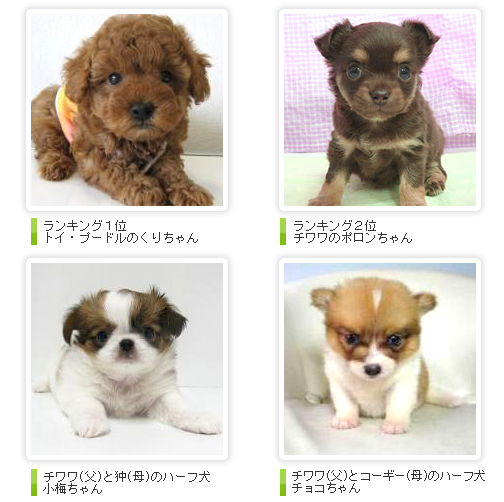 ランキング１位
トイ・プードルのくりちゃん
ランキング２位
チワワのポロンちゃん
チワワ(父)と狆(母)のハーフ犬
小梅ちゃん
チワワ(父)とコーギー(母)のハーフ犬
チョコちゃん